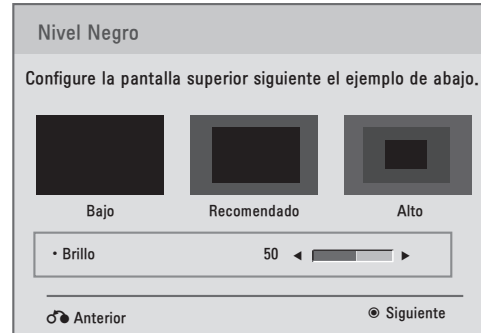 Nivel Negro
Configure la pantalla superior siguiente el ejemplo de abajo.
Bajo Recomendado Alto
• Brillo 50 ◄ ►
Anterior ◉ Siguiente